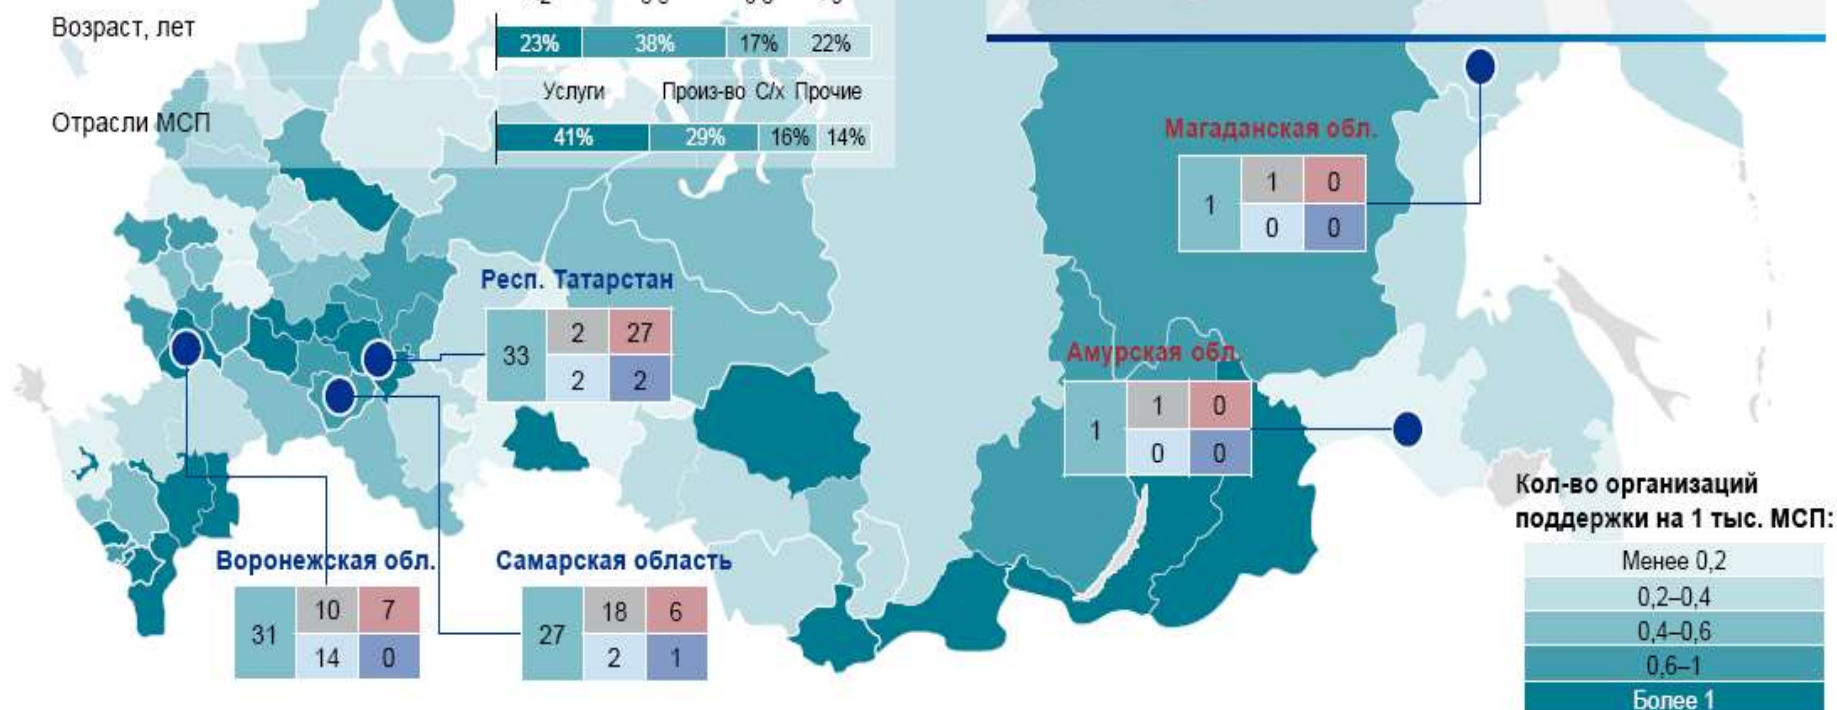 Возраст, лет
23% 38% 17% 22%
Услуги Произ-во С/х Прочие
Отрасли МСП
41% 29% 16% 14%
Магаданская обл.
1 1 0
0 0
Респ. Татарстан
33 2 27
2 2
Амурская обл.
1 1 0
0 0
Воронежская обл.
31 10 7
14 0
Самарская область
27 18 6
2 1
Кол-во организаций
поддержки на 1 тыс. МСП:
Менее 0,2
0,2–0,4
0,4–0,6
0,6–1
Более 1